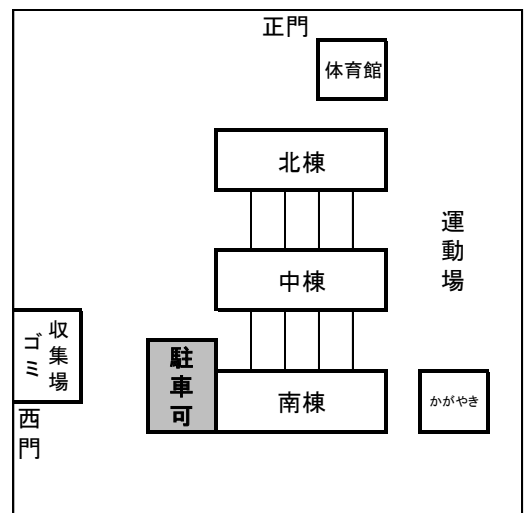 正門
体育館
北棟
運動場
中棟
ゴミ
収集場
駐車可
南棟
かがやき
西門